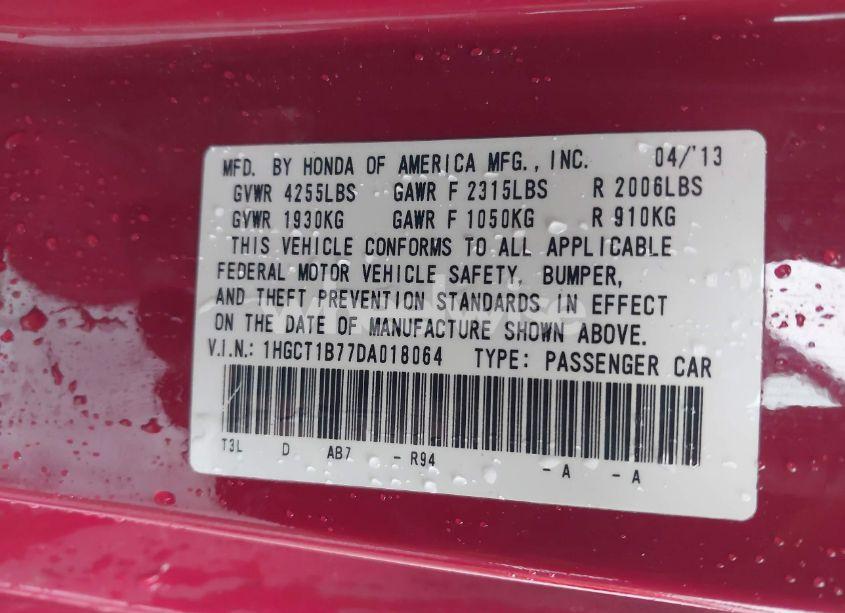 MFD. BY HONDA OF AMERICA MFG., INC. 04/'13
GVWR 4255LBS GAWR F 2315LBS R 2006LBS
GVWR 1930KG GAWR F 1050KG R 910KG
THIS VEHICLE CONFORMS TO ALL APPLICABLE
FEDERAL MOTOR VEHICLE SAFETY, BUMPER,
AND THEFT PREVENTION STANDARDS IN EFFECT
ON THE DATE OF MANUFACTURE SHOWN ABOVE.
V.I.N.: 1HGCT1B77DA018064 TYPE: PASSENGER CAR
T3L D AB7 - R94 - A - A